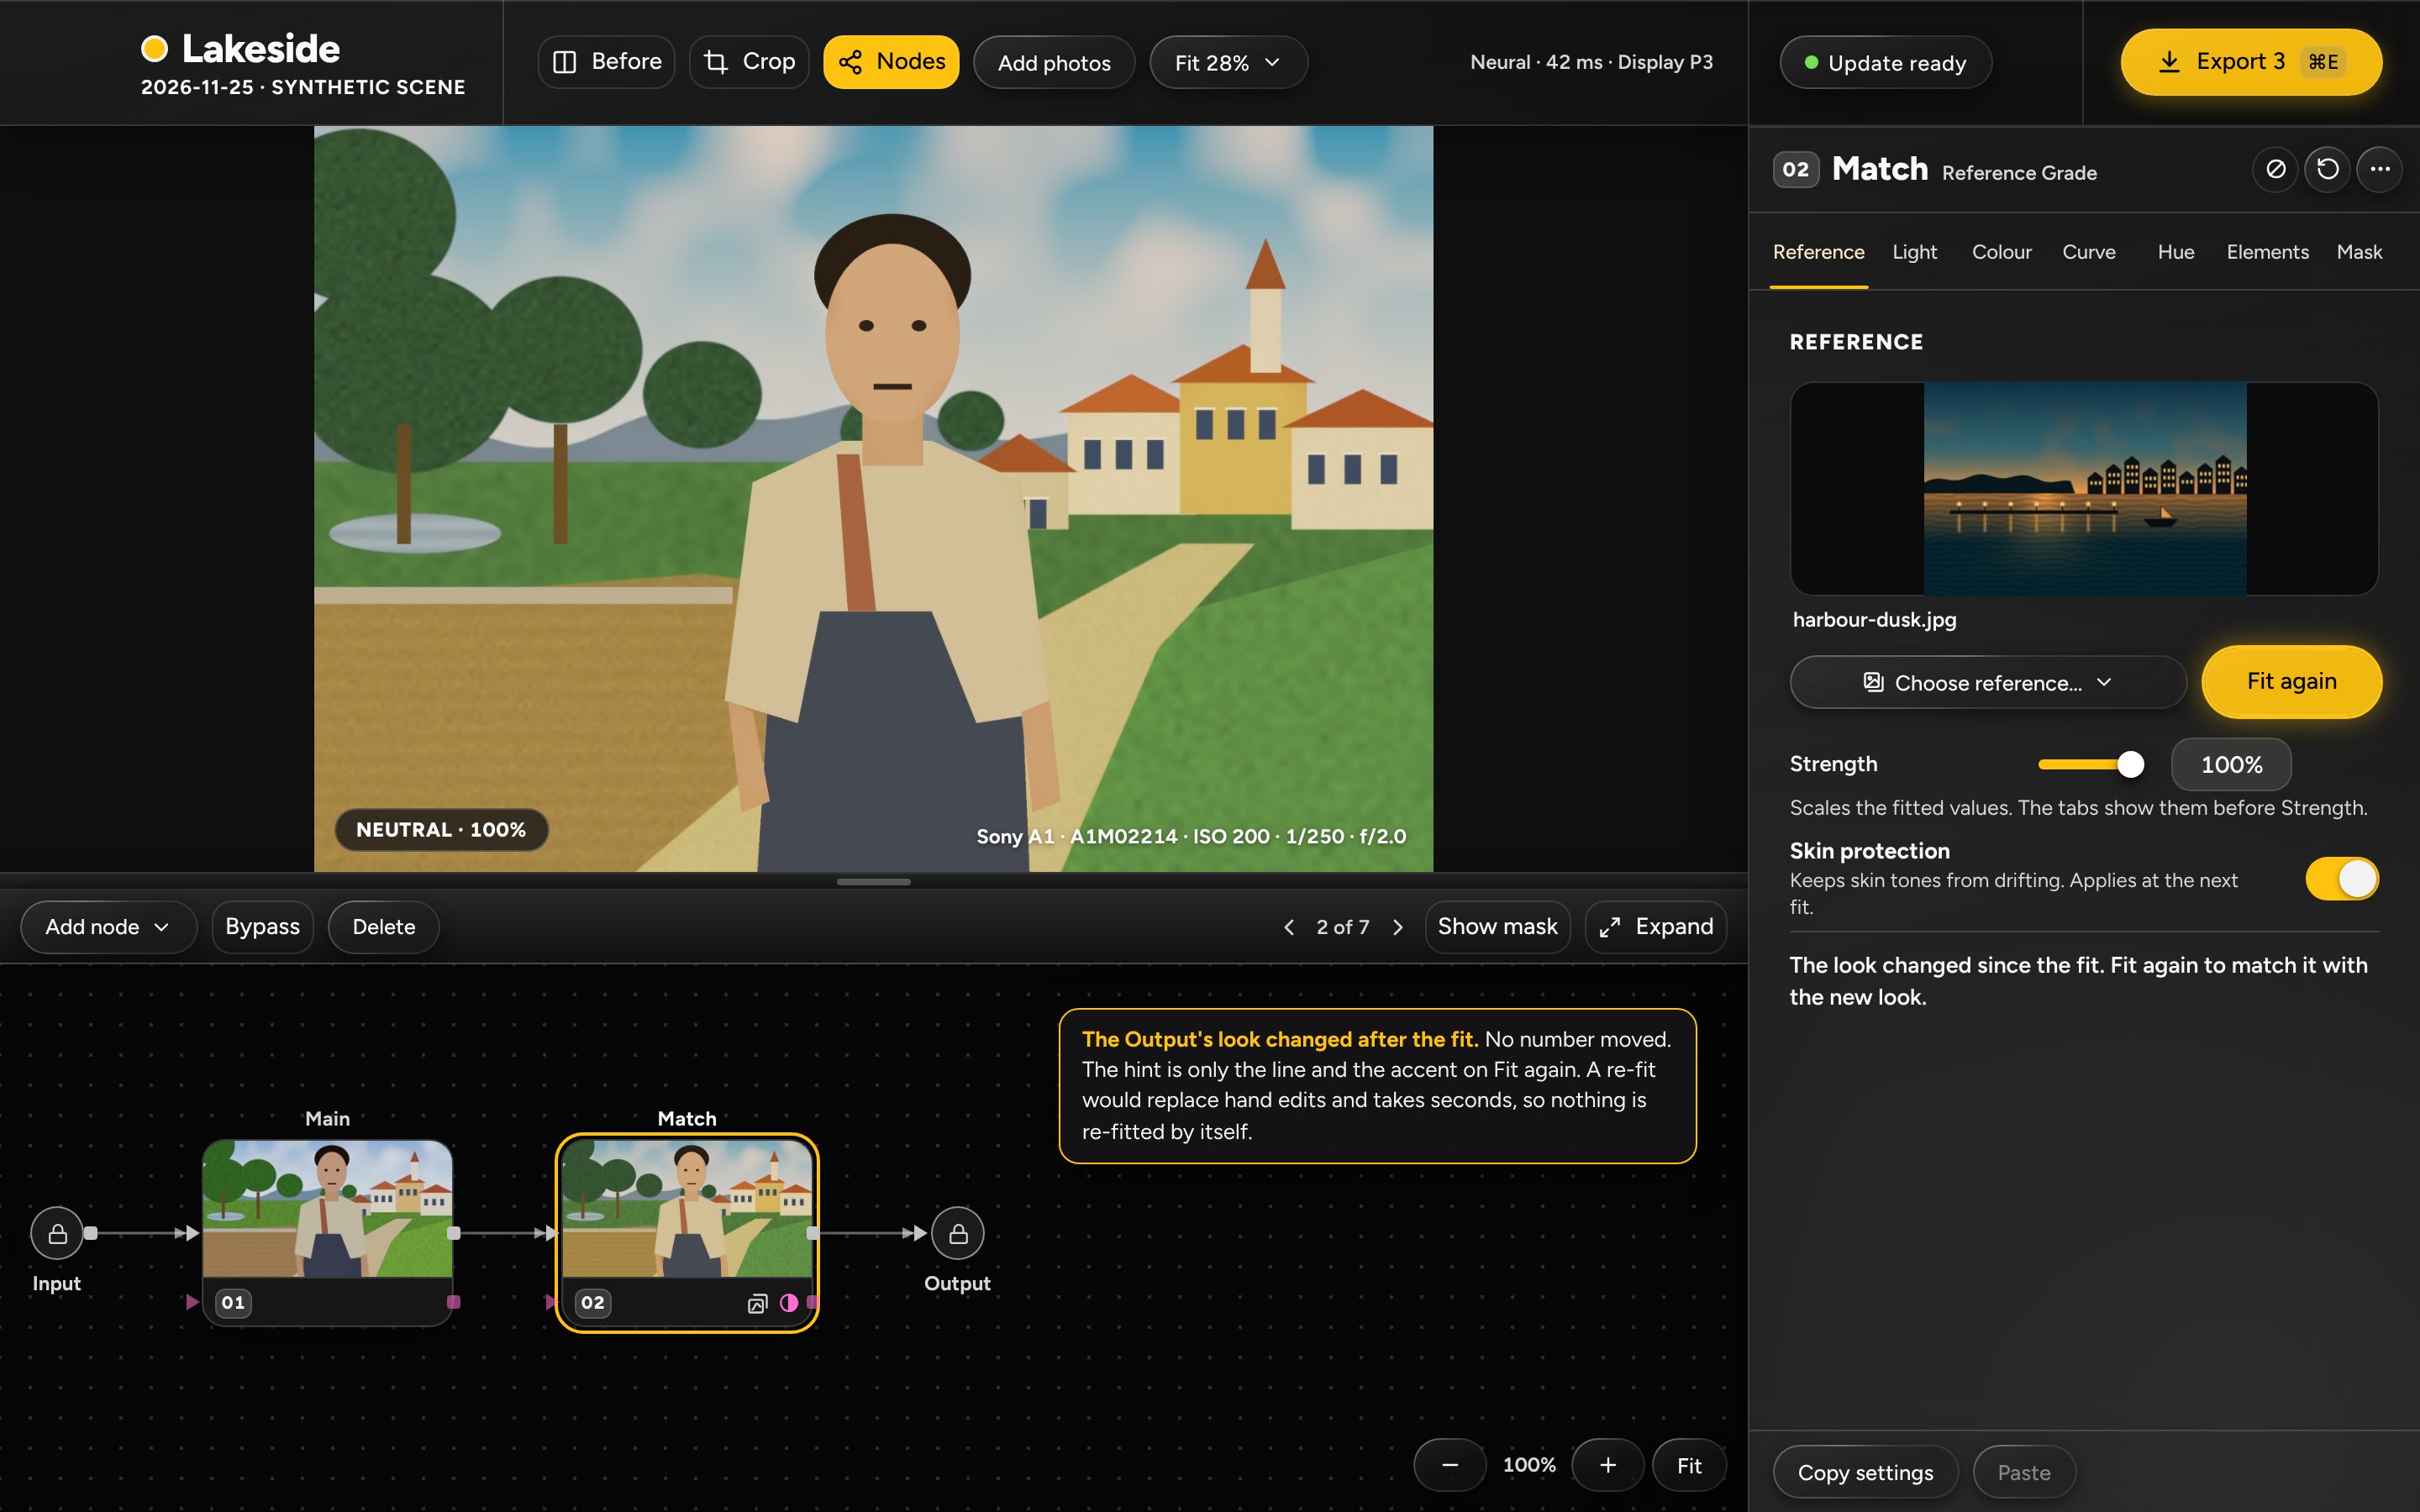 Lakeside
2026-11-25 · SYNTHETIC SCENE
Before
Crop
Nodes
Add photos
Fit 28%
Neural · 42 ms · Display P3
Update ready
Export 3 ⌘E
02 Match Reference Grade
Reference Light Colour Curve Hue Elements Mask
REFERENCE
harbour-dusk.jpg
Choose reference...
Fit again
Strength 100%
Scales the fitted values. The tabs show them before Strength.
Skin protection
Keeps skin tones from drifting. Applies at the next
fit.
The look changed since the fit. Fit again to match it with
the new look.
NEUTRAL · 100%
Sony A1 · A1M02214 · ISO 200 · 1/250 · f/2.0
Add node
Bypass
Delete
2 of 7
Show mask
Expand
The Output's look changed after the fit. No number moved.
The hint is only the line and the accent on Fit again. A re-fit
would replace hand edits and takes seconds, so nothing is
re-fitted by itself.
Main
Match
Input
Output
01
02
100%
Fit
Copy settings
Paste